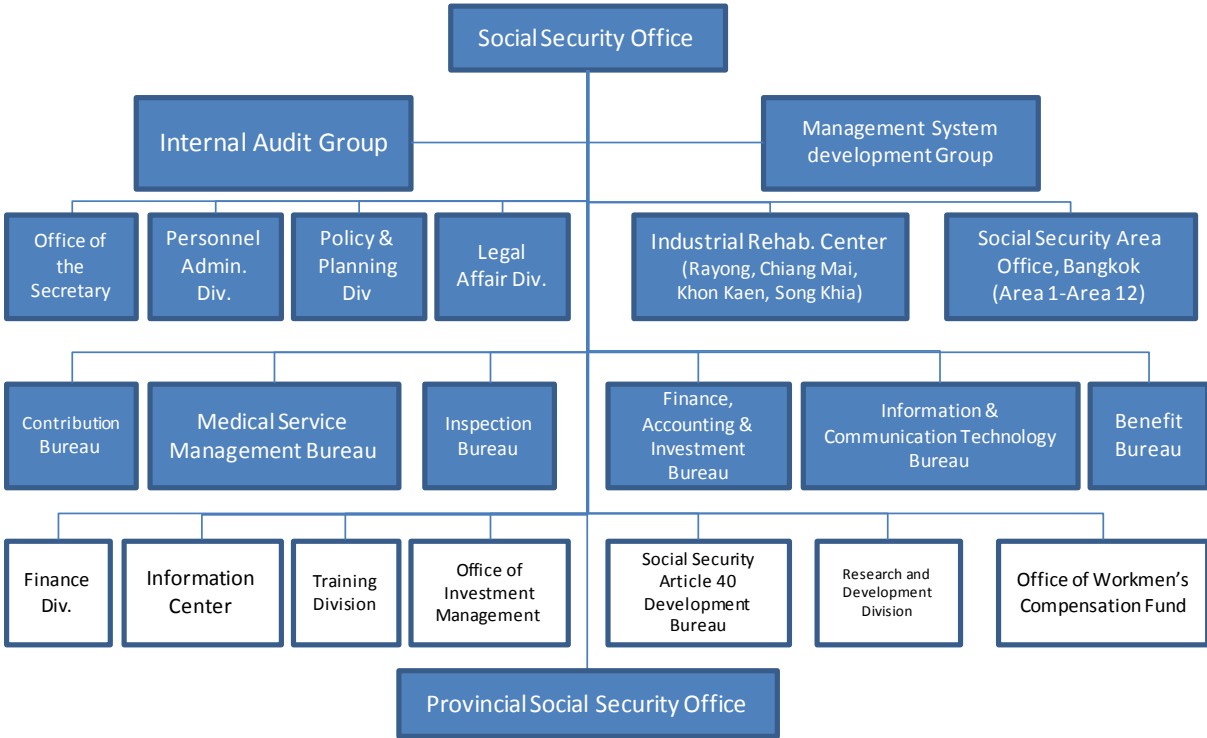 Social Security Office
Internal Audit Group
Management System
development Group
Office of
the
Secretary
Personnel
Admin.
Div.
Policy &
Planning
Div
Legal
Affair Div.
Industrial Rehab. Center
(Rayong, Chiang Mai,
Khon Kaen, Song Khia)
Social Security Area
Office, Bangkok
(Area 1-Area 12)
Contribution
Bureau
Medical Service
Management Bureau
Inspection
Bureau
Finance,
Accounting &
Investment
Bureau
Information &
Communication Technology
Bureau
Benefit
Bureau
Finance
Div.
Information
Center
Training
Division
Office of
Investment
Management
Social Security
Article 40
Development
Bureau
Research and
Development
Division
Office of Workmen's
Compensation Fund
Provincial Social Security Office